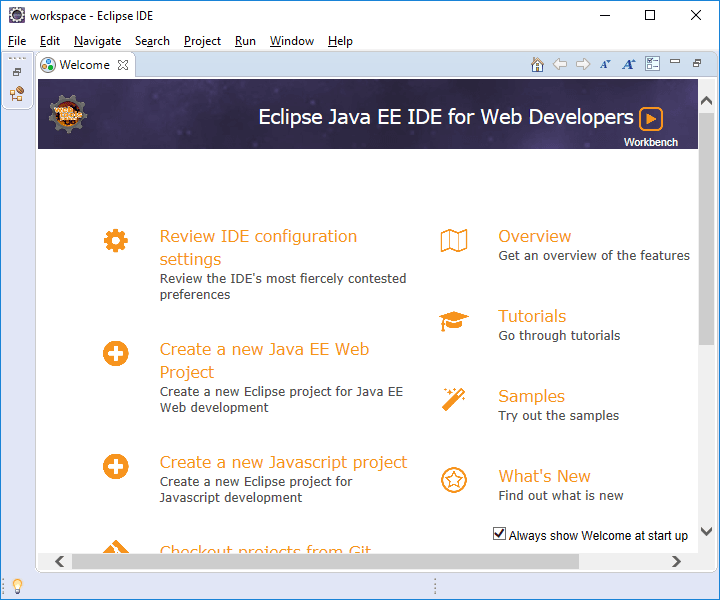 workspace - Eclipse IDE
File Edit Navigate Search Project Run Window Help
Welcome
Eclipse Java EE IDE for Web Developers
Workbench
Review IDE configuration
settings
Review the IDE's most fiercely contested
preferences
Create a new Java EE Web
Project
Create a new Eclipse project for Java EE
Web development
Create a new Javascript project
Create a new Eclipse project for
Javascript development
Checkout projects from Git
Overview
Get an overview of the features
Tutorials
Go through tutorials
Samples
Try out the samples
What's New
Find out what is new
Always show Welcome at start up